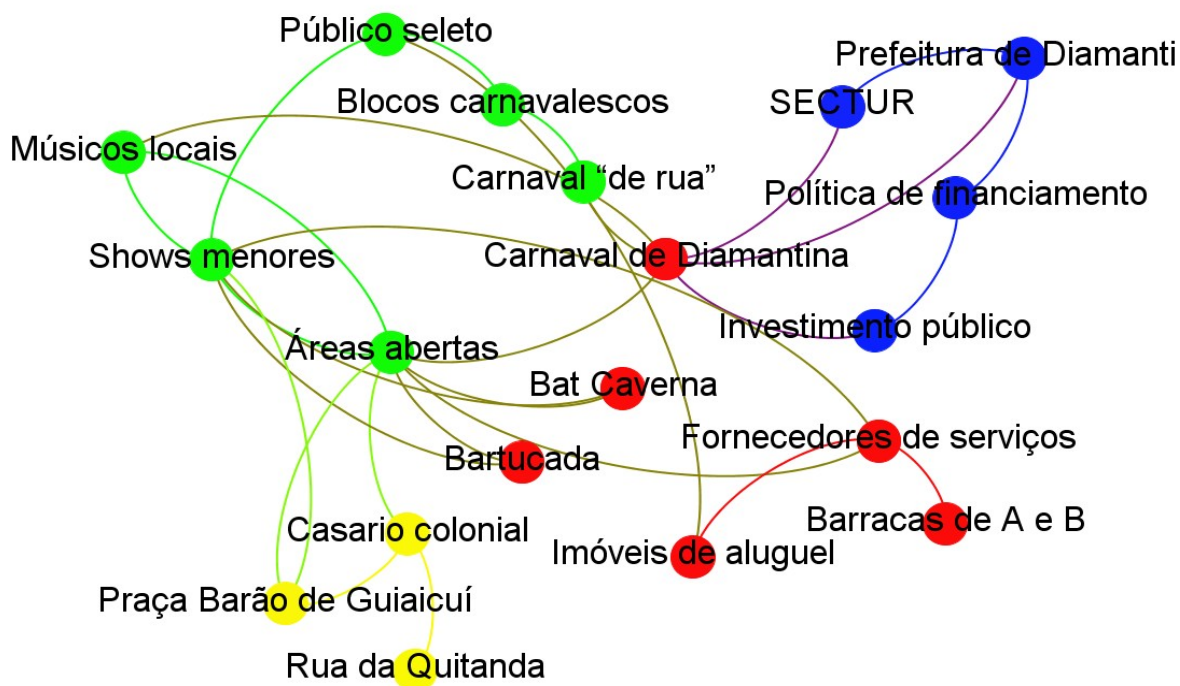 Público seleto
Prefeitura de Diamanti
Blocos carnavalescos
SECTUR
Músicos locais
Carnaval “de rua”
Política de financiamento
Shows menores
Carnaval de Diamantina
Investimento público
Áreas abertas
Bat Caverna
Fornecedores de serviços
Bartucada
Barracas de A e B
Casario colonial
Imóveis de aluguel
Praça Barão de Guiaicuí
Rua da Quitanda